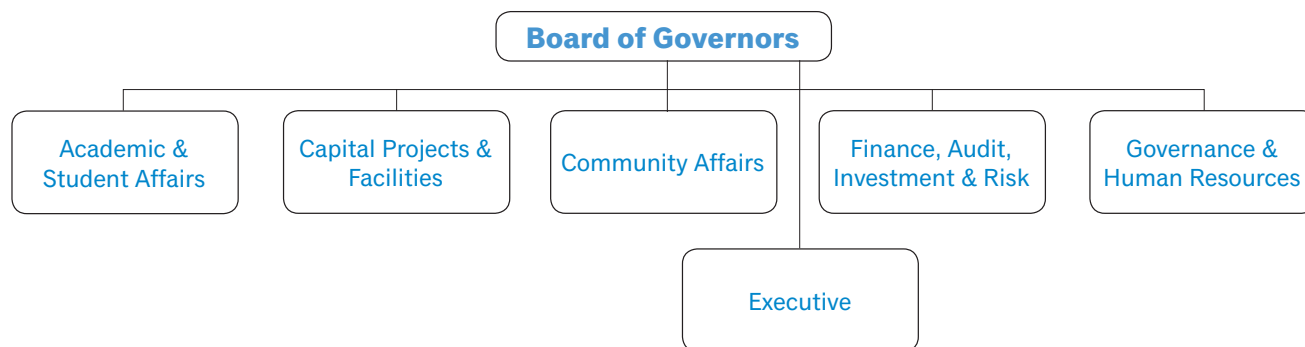 Board of Governors
Academic &
Student Affairs
Capital Projects &
Facilities
Community Affairs
Finance, Audit,
Investment & Risk
Governance &
Human Resources
Executive